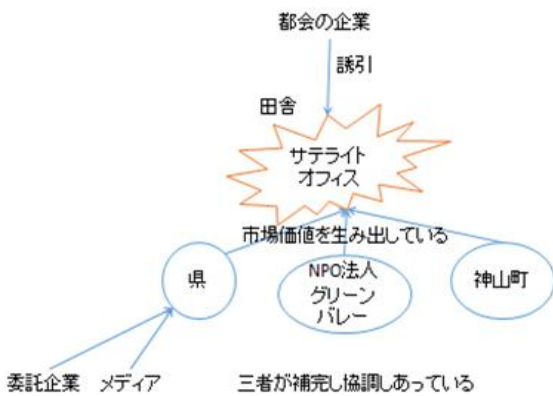 都会の企業
誘引
田舎
サテライト
オフィス
市場価値を生み出している
県
NPO法人
グリーン
バレー
神山町
委託企業 メディア 三者が補完し協調しあっている